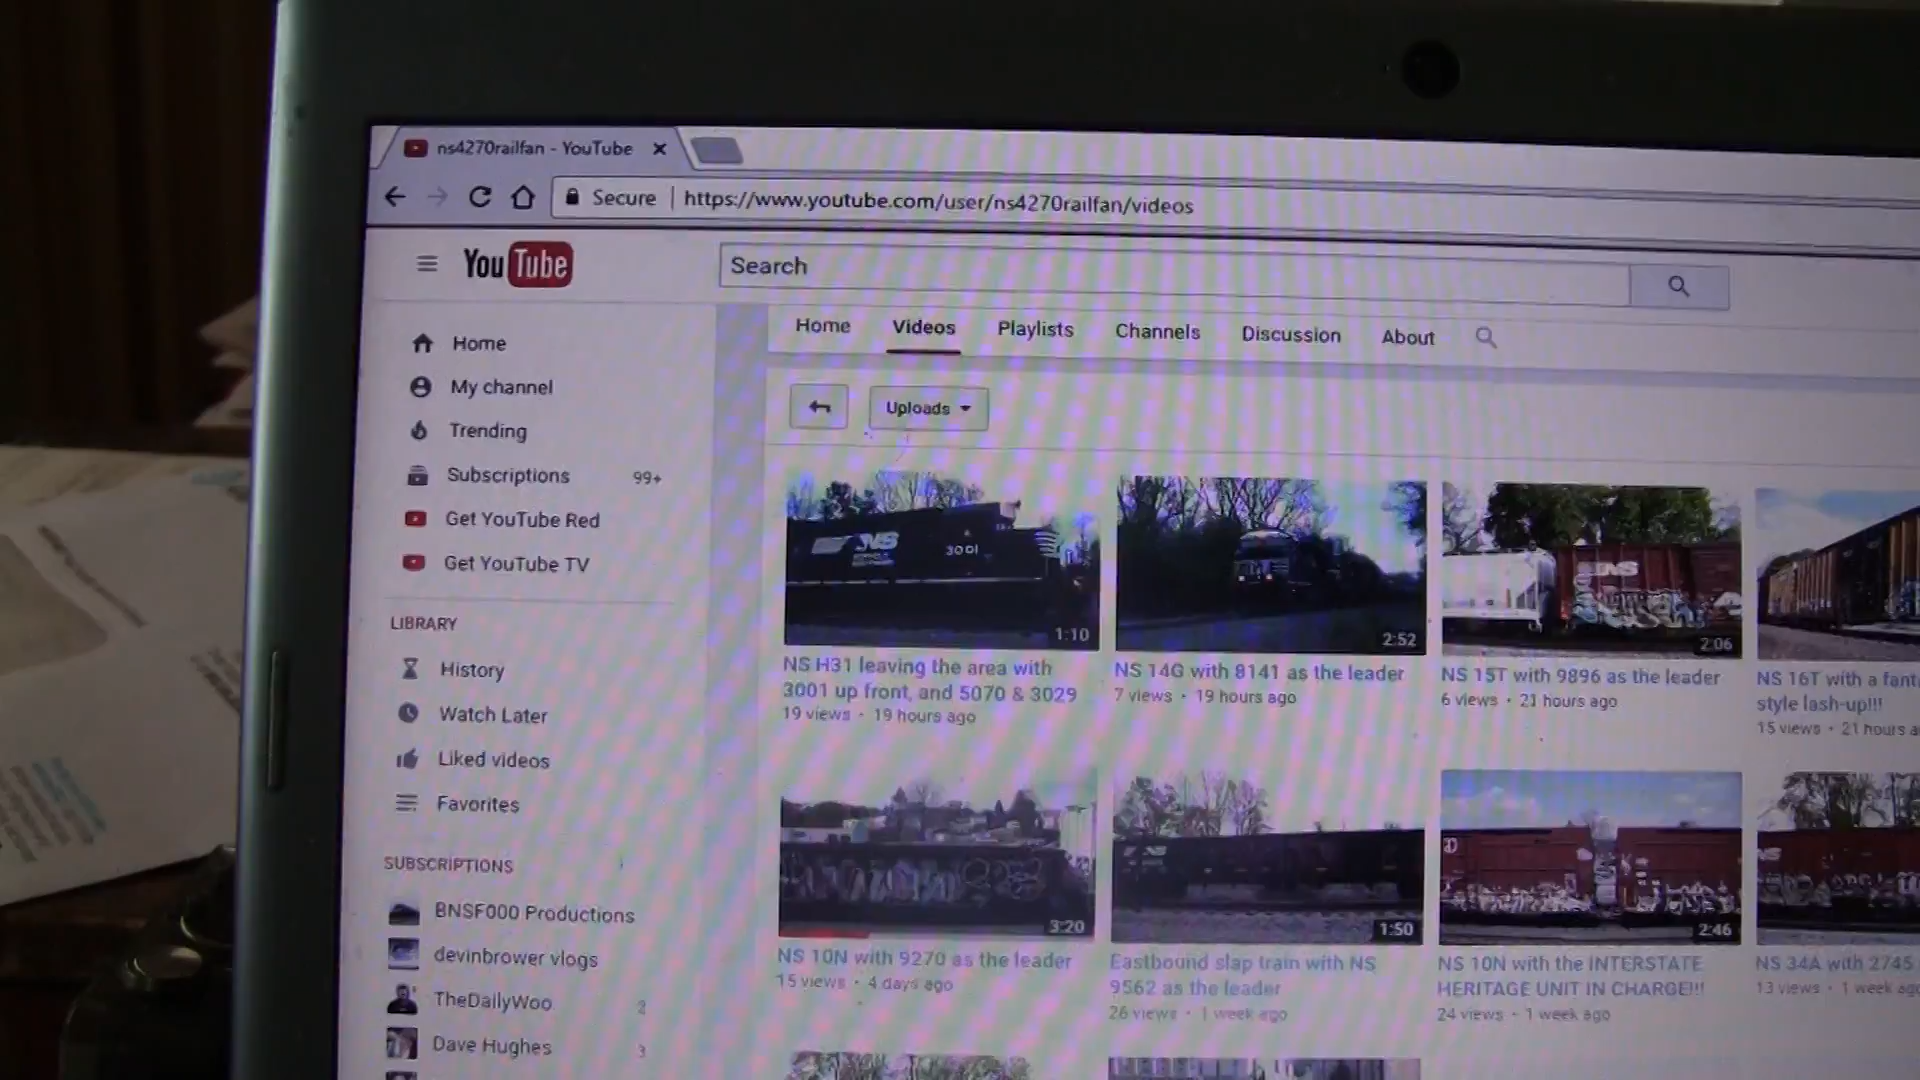 ns4270railfan - YouTube
Secure
https://www.youtube.com/user/ns4270railfan/videos
YouTube
Search
Home
Videos
Playlists
Channels
Discussion
About
Uploads
Home
My channel
Trending
Subscriptions 99+
Get YouTube Red
Get YouTube TV
LIBRARY
History
Watch Later
Liked videos
Favorites
SUBSCRIPTIONS
BNSF000 Productions
devinbrower vlogs
TheDailyWoo 2
Dave Hughes 3
NS
3001
1:10
NS H31 leaving the area with
3001 up front, and 5070 & 3029
19 views • 19 hours ago
2:52
NS 14G with 8141 as the leader
7 views • 19 hours ago
NS
2:06
NS 15T with 9896 as the leader
6 views • 21 hours ago
NS 16T with a
style lash-up!!!
15 views • 21 hours
3:20
NS 10N with 9270 as the leader
15 views • 4 days ago
NS
1:50
Eastbound slap train with NS
9562 as the leader
26 views • 1 week ago
2:46
NS 10N with the INTERSTATE
HERITAGE UNIT IN CHARGE!!!
24 views • 1 week ago
NS
NS 34A with 2745
13 views • 1 week ago